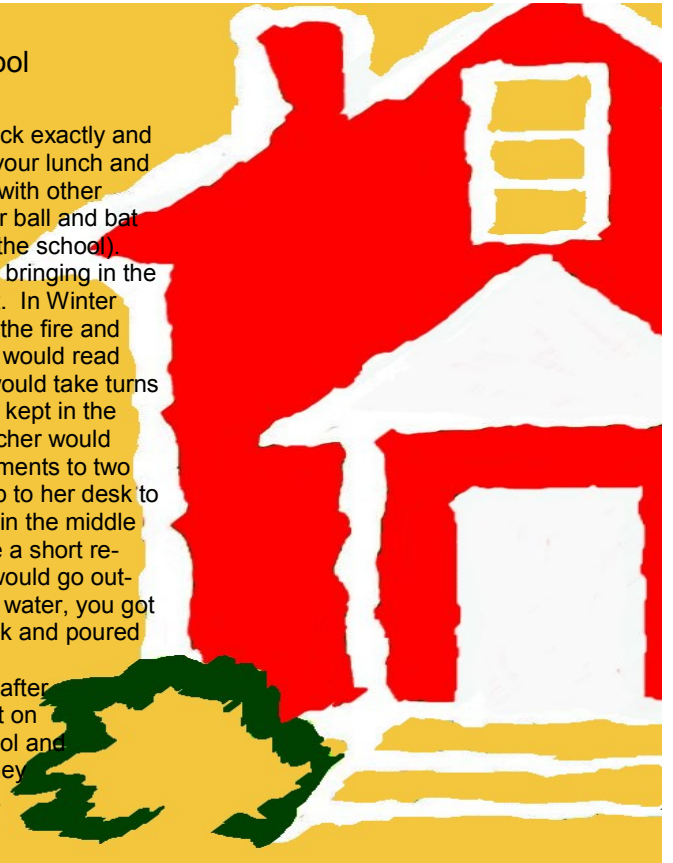 ool
ck exactly and
your lunch and
with other
r ball and bat
the school).
bringing in the
. In Winter
the fire and
would read
would take turns
kept in the
cher would
ments to two
o to her desk to
in the middle
e a short re-
would go out-
water, you got
k and poured
after
t on
ol and
ey